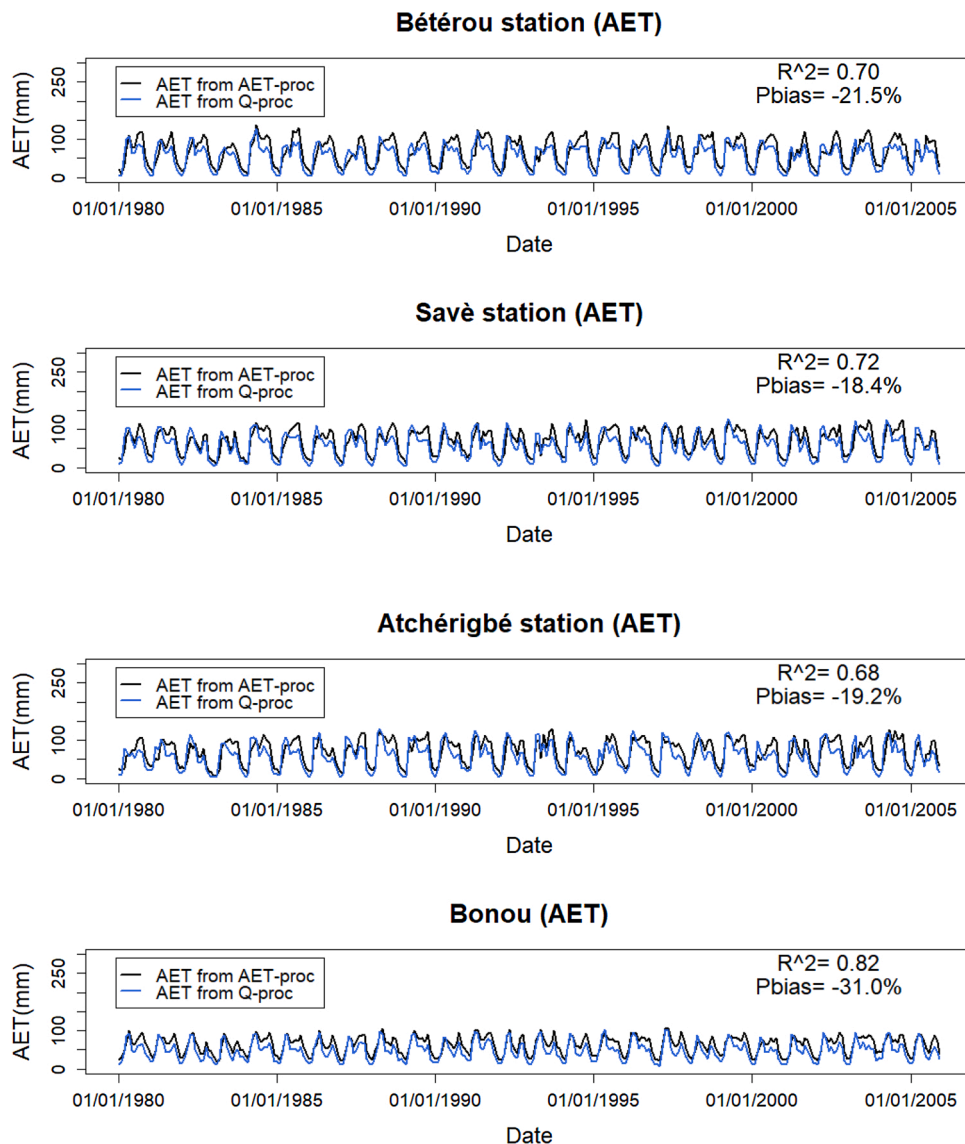 Bétérou station (AET)
AET(mm)
250
100
0
AET from AET-proc
AET from Q-proc
R^2= 0.70
Pbias= -21.5%
01/01/1980 01/01/1985 01/01/1990 01/01/1995 01/01/2000 01/01/2005
Date
Savè station (AET)
AET(mm)
250
100
0
AET from AET-proc
AET from Q-proc
R^2= 0.72
Pbias= -18.4%
01/01/1980 01/01/1985 01/01/1990 01/01/1995 01/01/2000 01/01/2005
Date
Atchérigbé station (AET)
AET(mm)
250
100
0
AET from AET-proc
AET from Q-proc
R^2= 0.68
Pbias= -19.2%
01/01/1980 01/01/1985 01/01/1990 01/01/1995 01/01/2000 01/01/2005
Date
Bonou (AET)
AET(mm)
250
100
0
AET from AET-proc
AET from Q-proc
R^2= 0.82
Pbias= -31.0%
01/01/1980 01/01/1985 01/01/1990 01/01/1995 01/01/2000 01/01/2005
Date